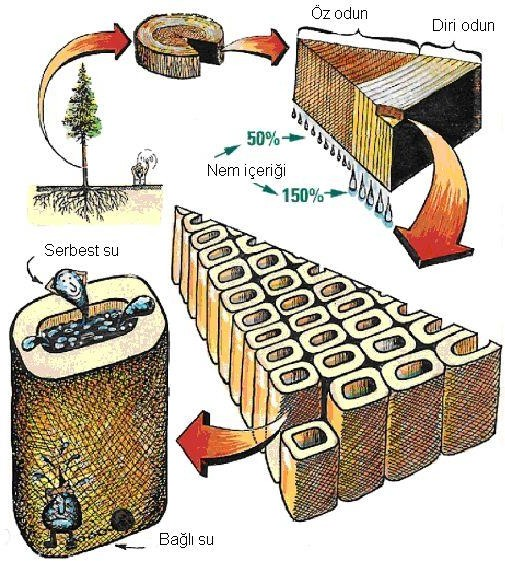 Öz odun
Diri odun
50%
Nem içeriği
150%
Serbest su
Bağlı su